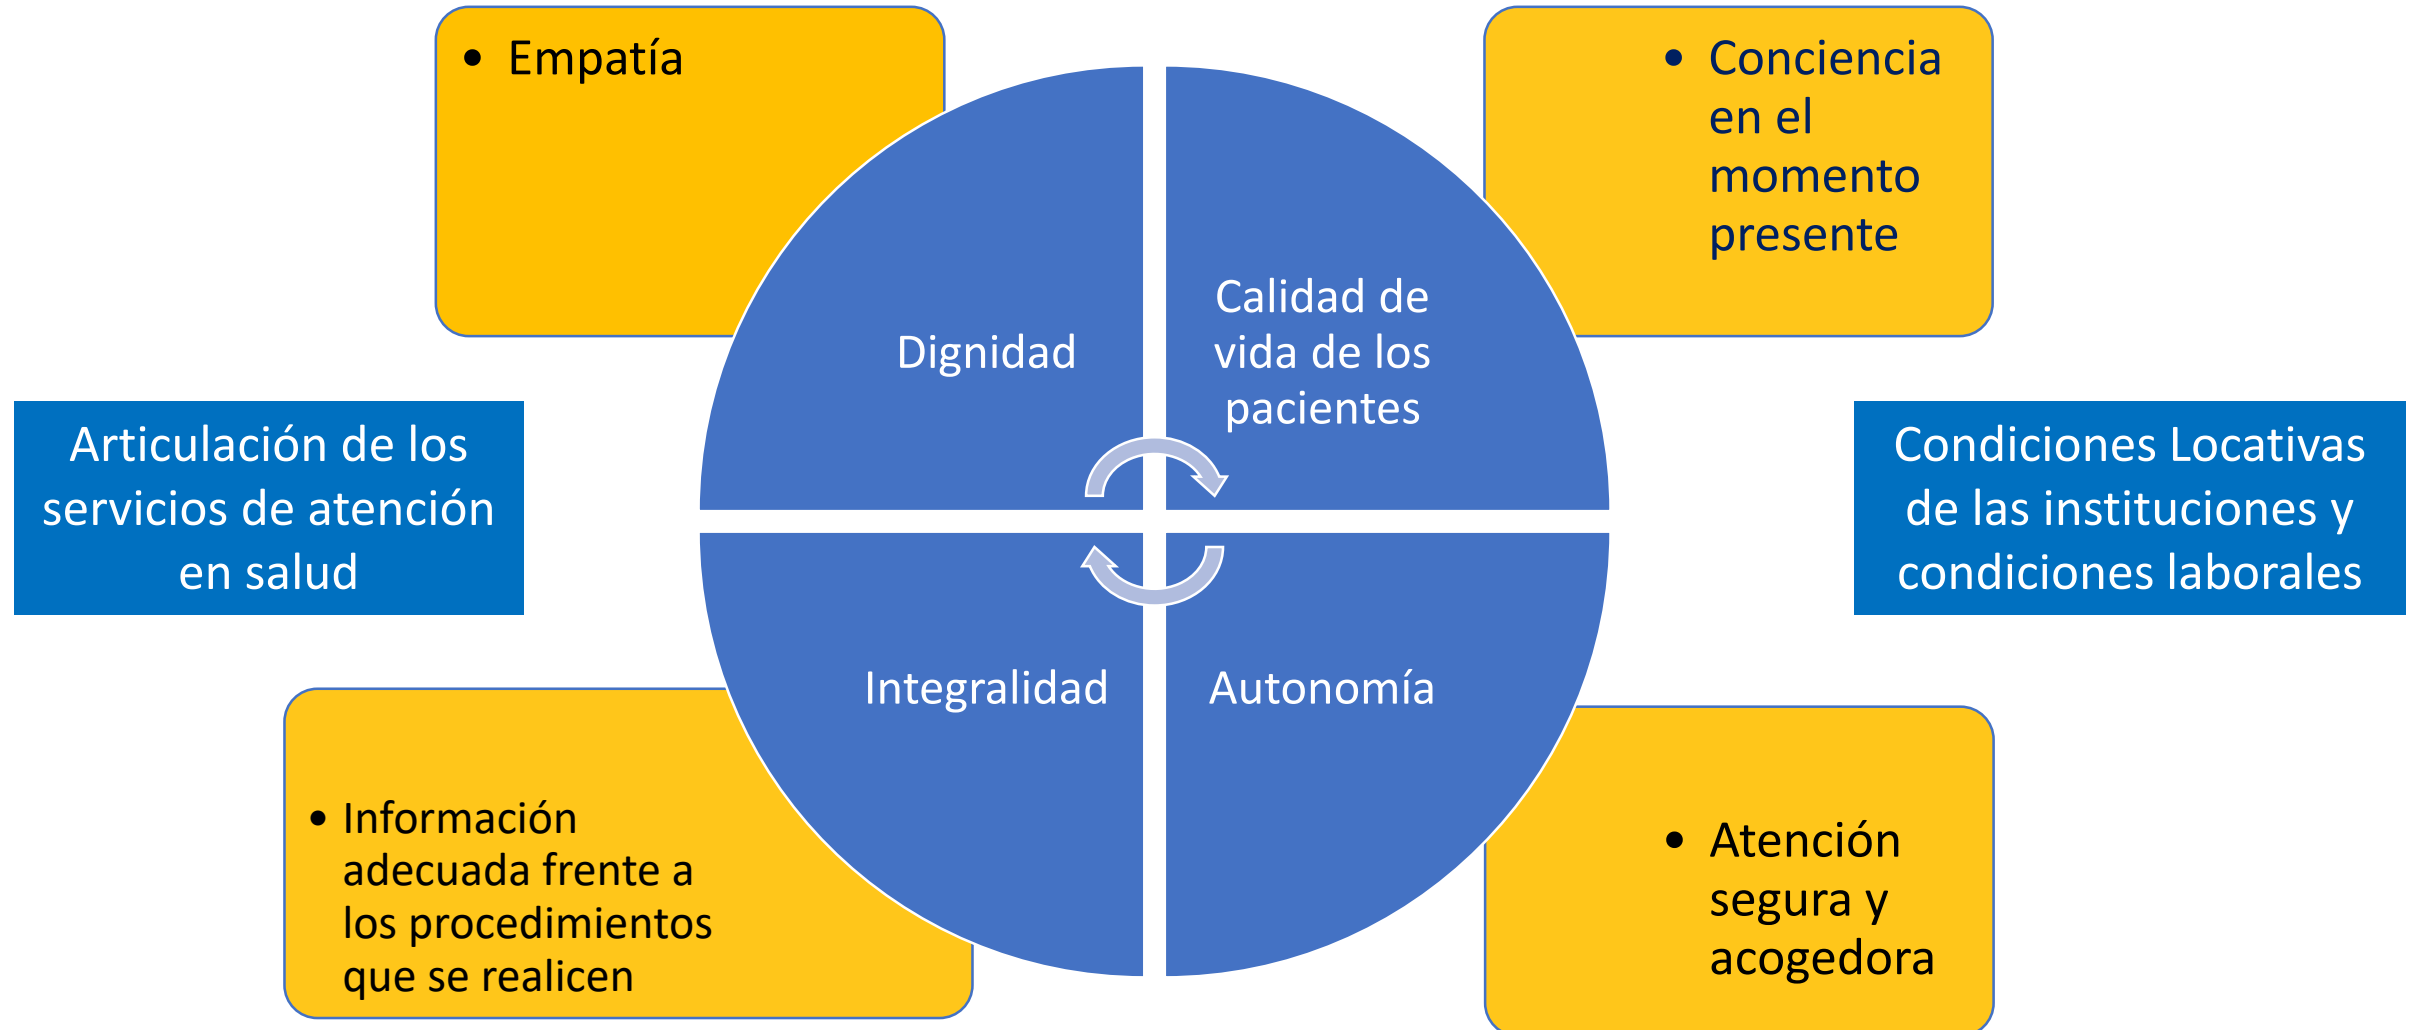 • Empatía
• Conciencia
en el
momento
presente
Dignidad
Calidad de
vida de los
pacientes
Articulación de los
servicios de atención
en salud
Condiciones Locativas
de las instituciones y
condiciones laborales
Integralidad
Autonomía
• Información
adecuada frente a
los procedimientos
que se realicen
• Atención
segura y
acogedora